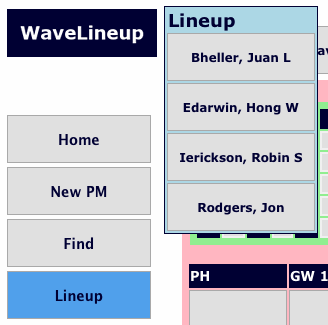 WaveLineup
Home
New PM
Find
Lineup
Lineup
Bheller, Juan L
Edarwin, Hong W
Ierickson, Robin S
Rodgers, Jon
PH
GW 1